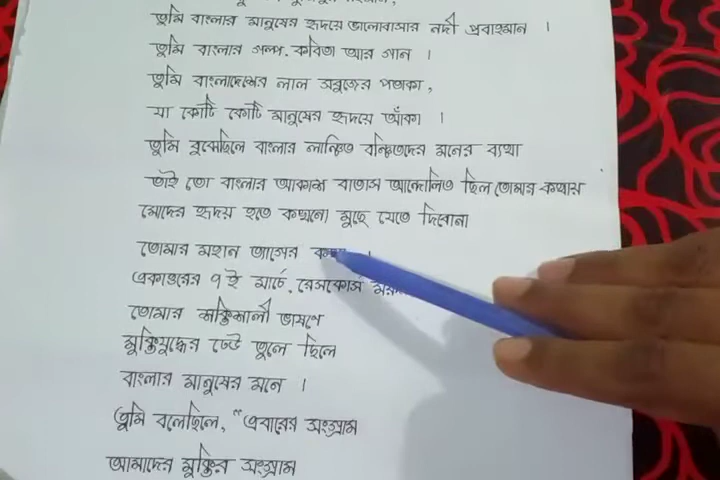 তুমি বাংলার মানুষের হৃদয়ে ভালোবাসার নদী প্রবাহমান ।
তুমি বাংলার গল্প. কবিতা আর গান ।
তুমি বাংলাদেশের লাল সবুজের পতাকা,
যা কোটি কোটি মানুষের হৃদয়ে আঁকা ।
তুমি বুঝেছিলে বাংলার লাঞ্চিত বঞ্চিতদের মনের ব্যথা
তাই তো বাংলার আকাশ বাতাস আন্দোলিত ছিল তোমার কথায়
মোদের হৃদয় হতে কখনো মুছে যেতে দিবোনা
তোমার মহান ত্যাগের
একাত্তরের ৭ই মার্চে. রেসকোর্স
তোমার শক্তিশালী ভাষণে
মুক্তিযুদ্ধের ঢেউ তুলে ছিলে
বাংলার মানুষের মনে ।
তুমি বলেছিলে, "এবারের সংগ্রাম
আমাদের মুক্তির সংগ্রাম